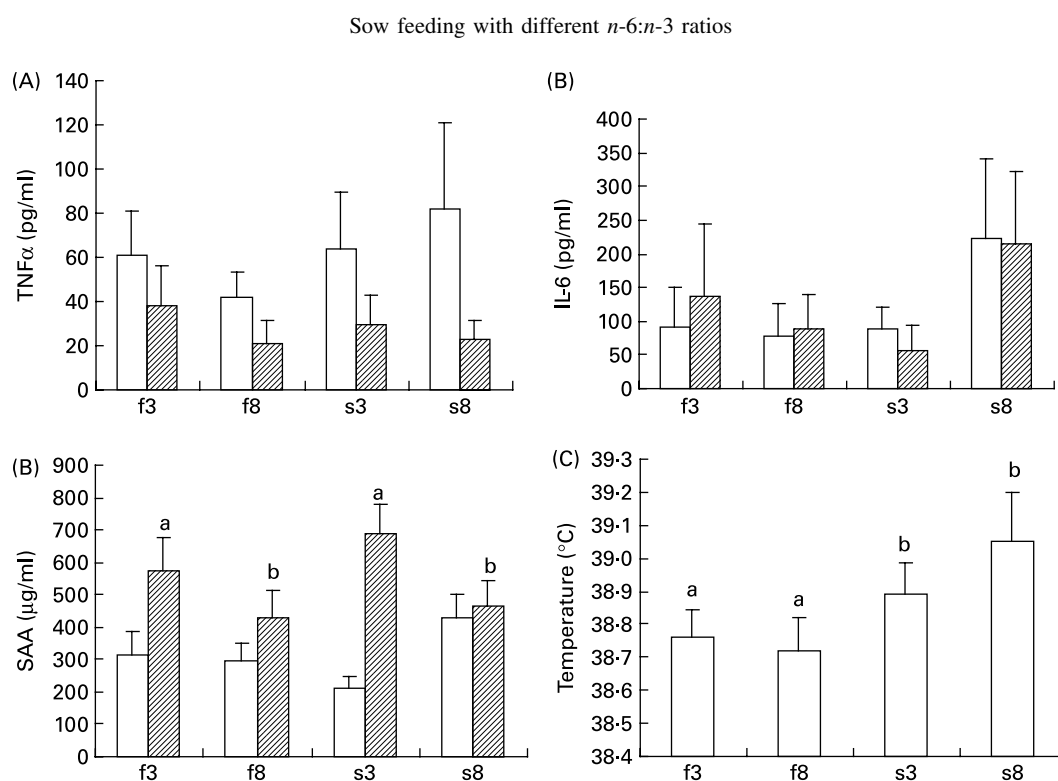 Sow feeding with different n-6:n-3 ratios
(A)
TNFα (pg/ml)
140
120
100
80
60
40
20
0
f3 f8 s3 s8
(B)
IL-6 (pg/ml)
400
350
300
250
200
150
100
50
0
f3 f8 s3 s8
(B)
SAA (μg/ml)
900
800
700
600
500
400
300
200
100
0
a b a b
f3 f8 s3 s8
(C)
Temperature (°C)
39·3
39·2
39·1
39·0
38·9
38·8
38·7
38·6
38·5
38·4
a a b b
f3 f8 s3 s8